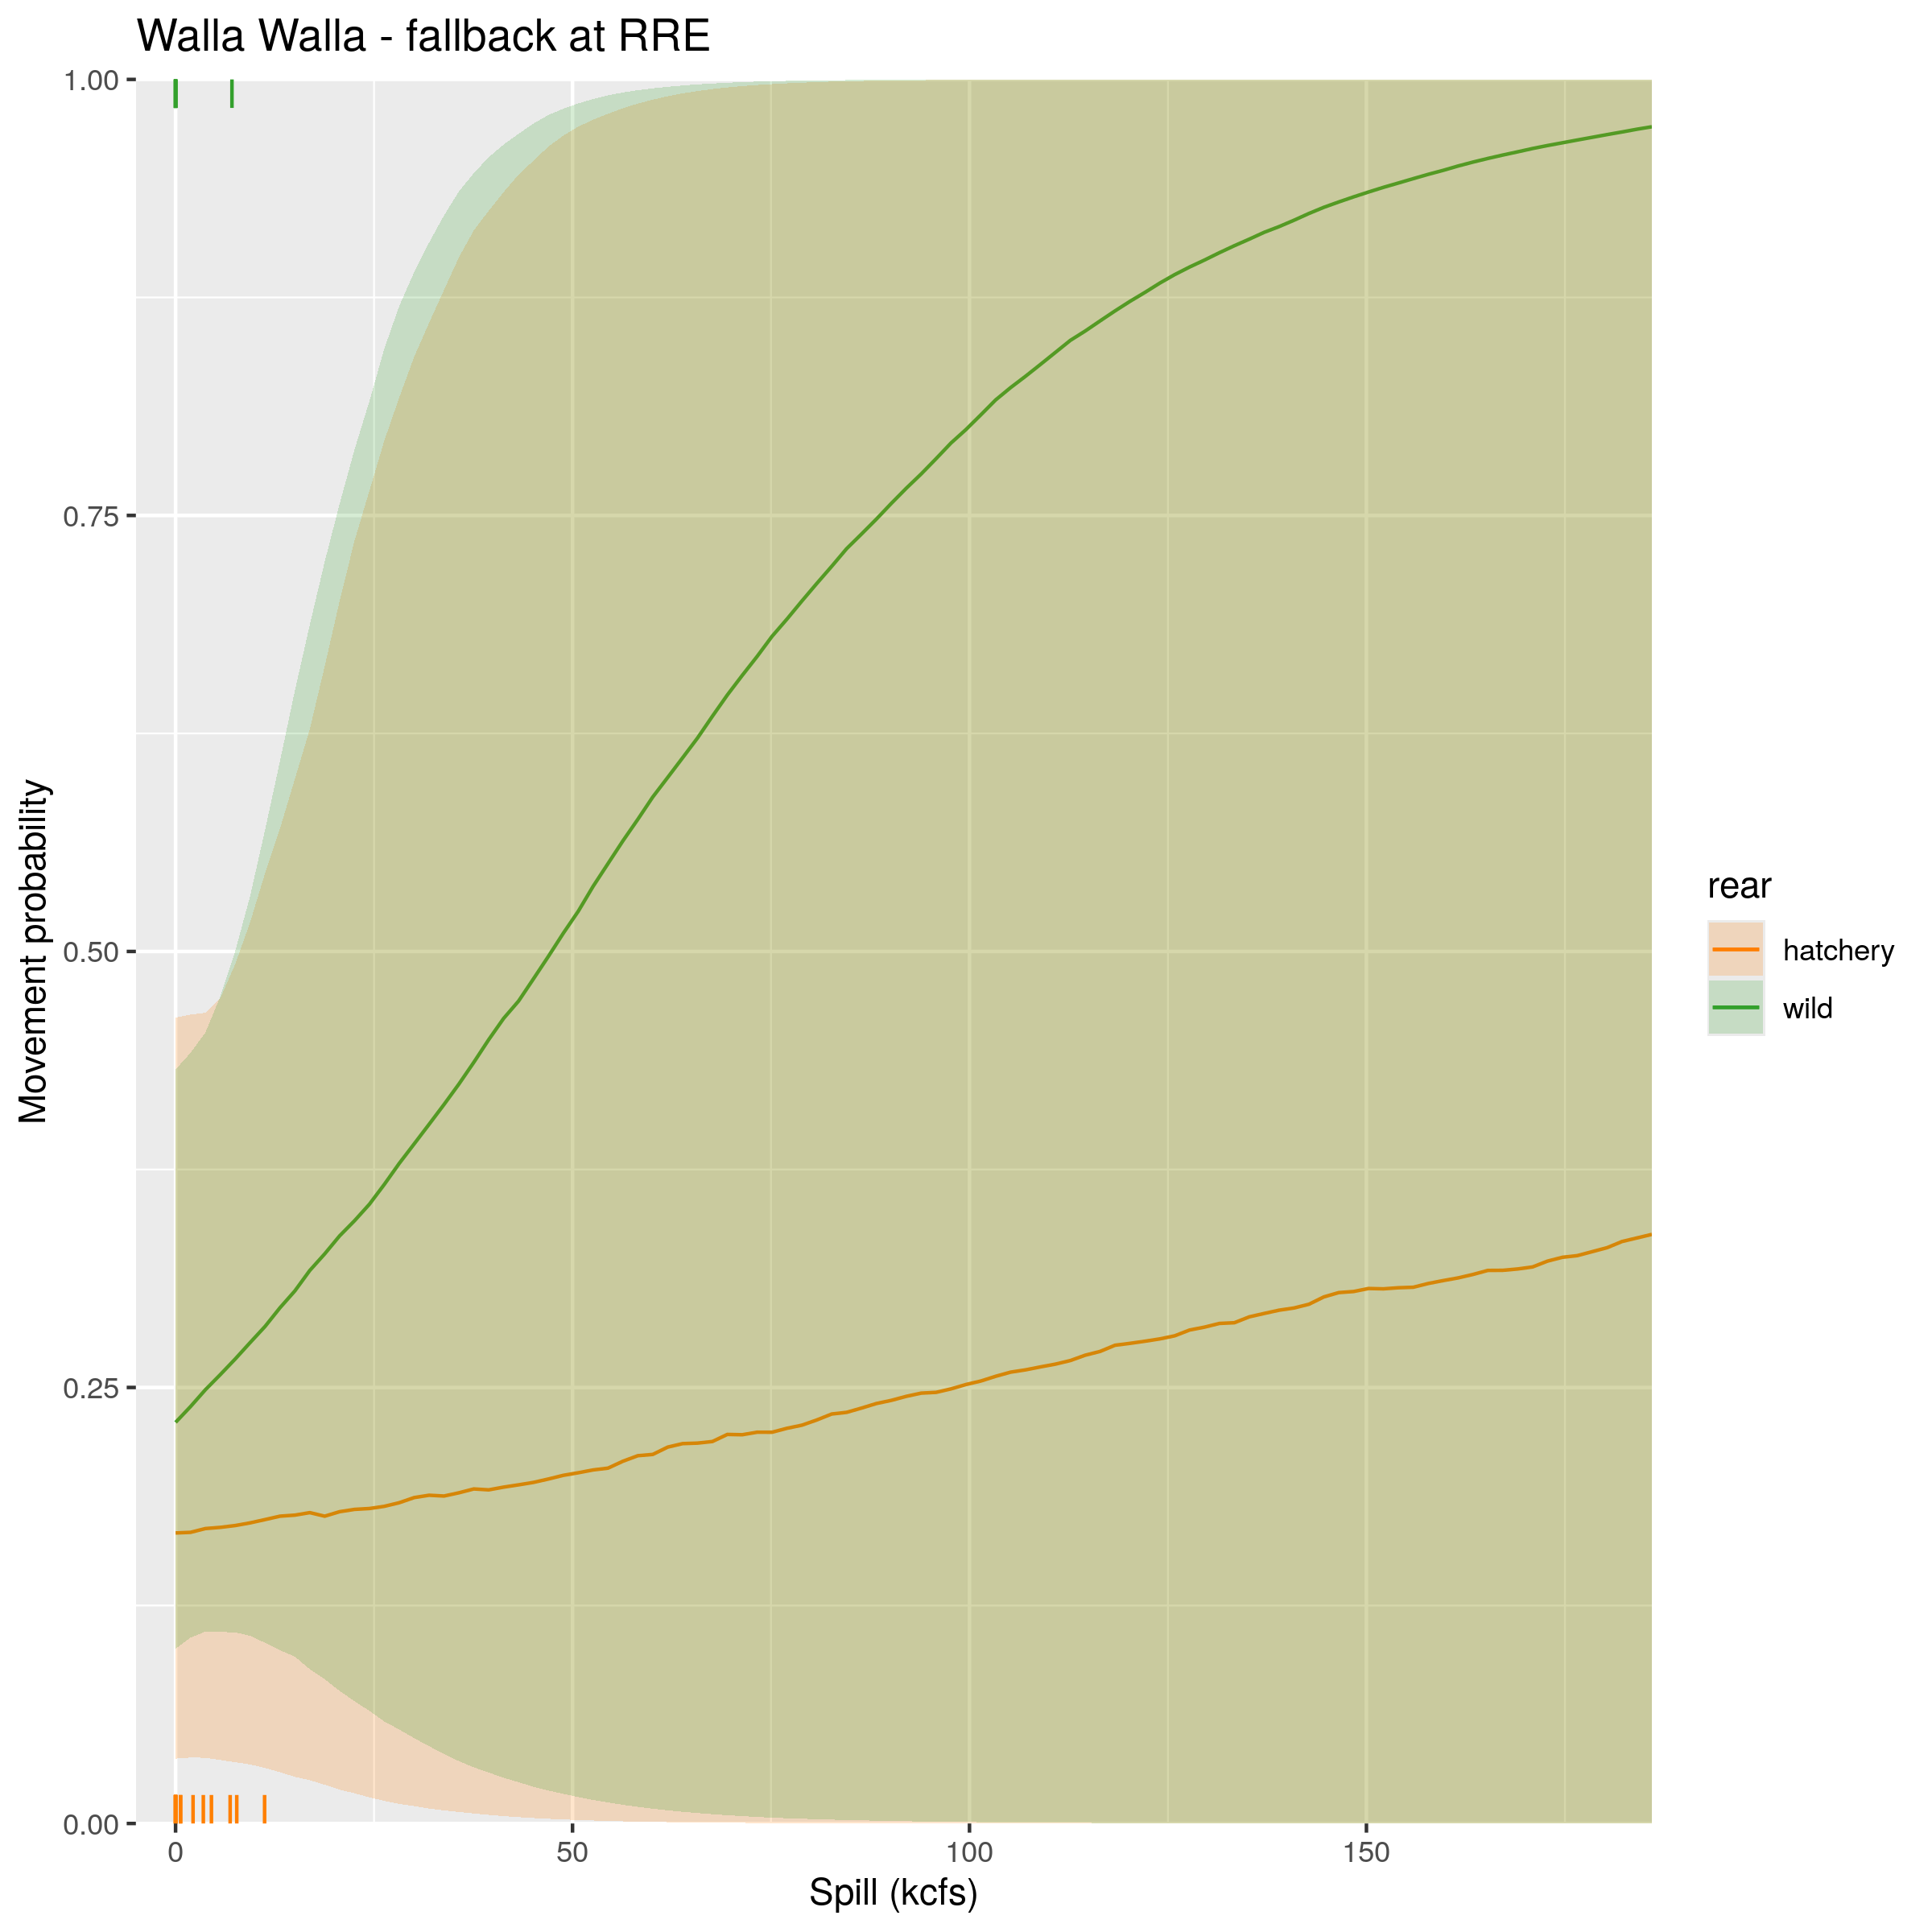 Walla Walla - fallback at RRE
1.00
0.75
0.50
0.25
0.00
Movement probability
0
50
100
150
Spill (kcfs)
rear
hatchery
wild